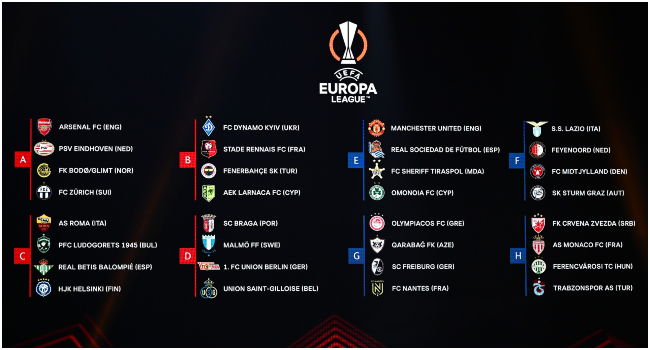 UEFA
EUROPA
LEAGUE™
A
ARSENAL FC (ENG)
PSV EINDHOVEN (NED)
FK BODØ/GLIMT (NOR)
FC ZÜRICH (SUI)
B
FC DYNAMO KYIV (UKR)
STADE RENNAIS FC (FRA)
FENERBAHÇE SK (TUR)
AEK LARNACA FC (CYP)
E
MANCHESTER UNITED (ENG)
REAL SOCIEDAD DE FÚTBOL (ESP)
FC SHERIFF TIRASPOL (MDA)
OMONOIA FC (CYP)
F
S.S. LAZIO (ITA)
FEYENOORD (NED)
FC MIDTJYLLAND (DEN)
SK STURM GRAZ (AUT)
C
AS ROMA (ITA)
PFC LUDOGORETS 1945 (BUL)
REAL BETIS BALOMPIÉ (ESP)
HJK HELSINKI (FIN)
D
SC BRAGA (POR)
MALMÖ FF (SWE)
1. FC UNION BERLIN (GER)
UNION SAINT-GILLOISE (BEL)
G
OLYMPIACOS FC (GRE)
QARABAĞ FK (AZE)
SC FREIBURG (GER)
FC NANTES (FRA)
H
FK CRVENA ZVEZDA (SRB)
AS MONACO FC (FRA)
FERENCVÁROSI TC (HUN)
TRABZONSPOR AS (TUR)